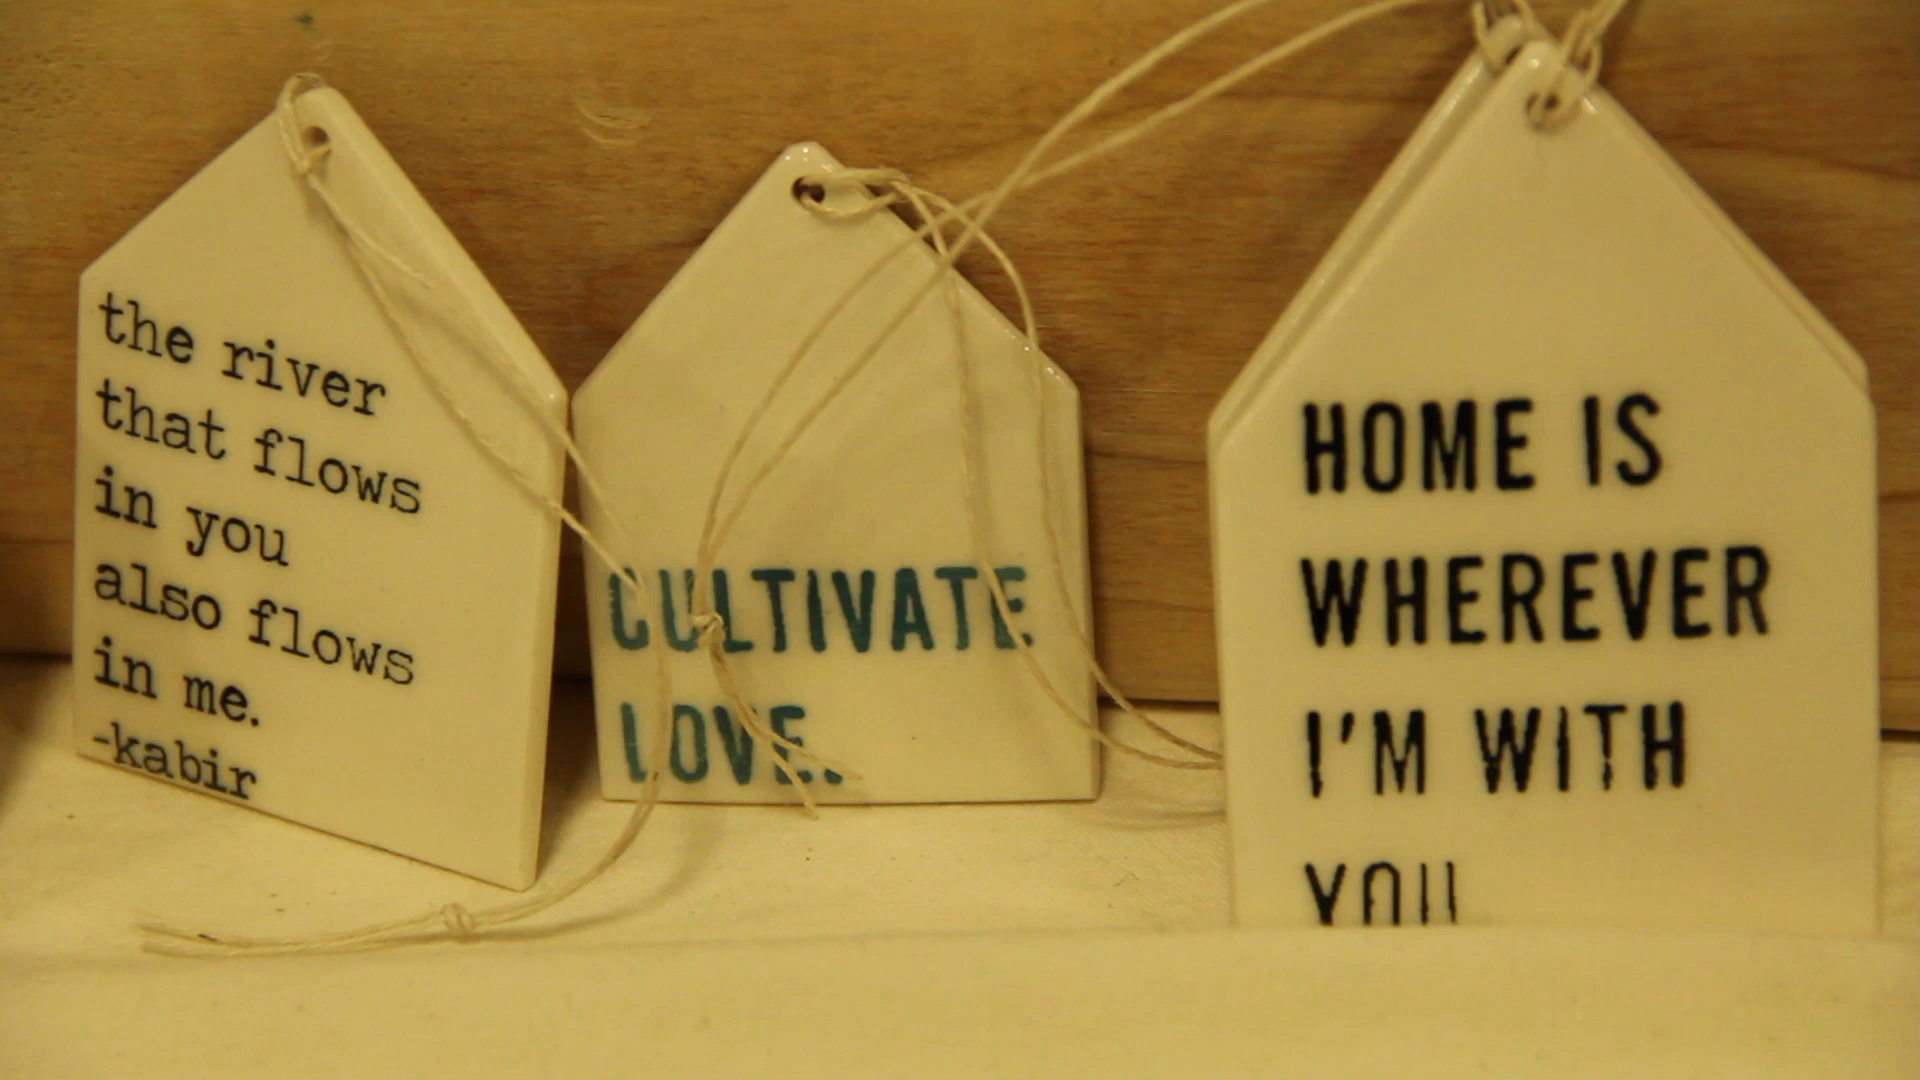 the river
that flows
in you
also flows
in me.
-kabir
CULTIVATE
LOVE.
HOME IS
WHEREVER
I'M WITH
YOU